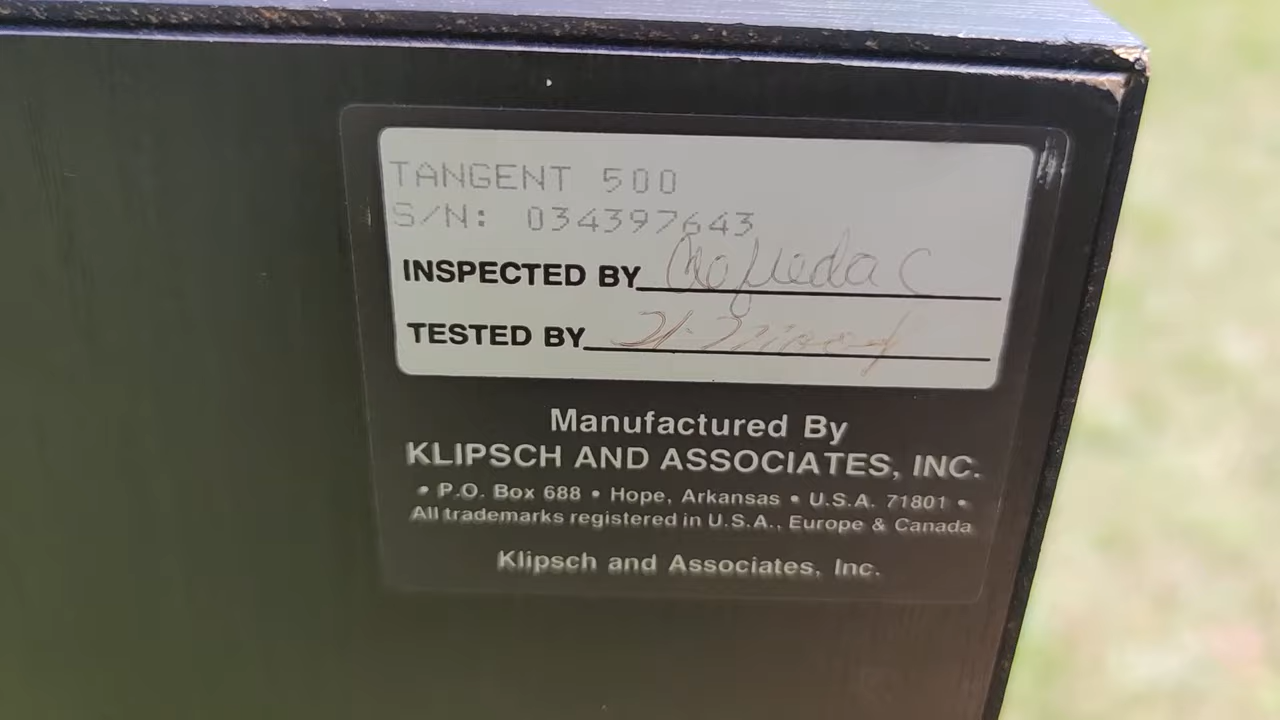 TANGENT 500
S/N: 034397643
INSPECTED BY
TESTED BY
Manufactured By
KLIPSCH AND ASSOCIATES, INC.
• P.O. Box 688 • Hope, Arkansas • U.S.A. 71801 •
All trademarks registered in U.S.A., Europe & Canada
Klipsch and Associates, Inc.